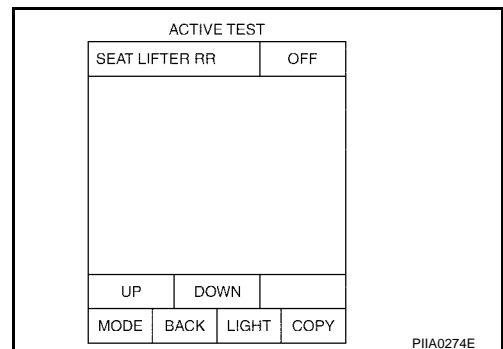 ACTIVE TEST
SEAT LIFTER RR OFF
UP DOWN
MODE BACK LIGHT COPY
PIIA0274E